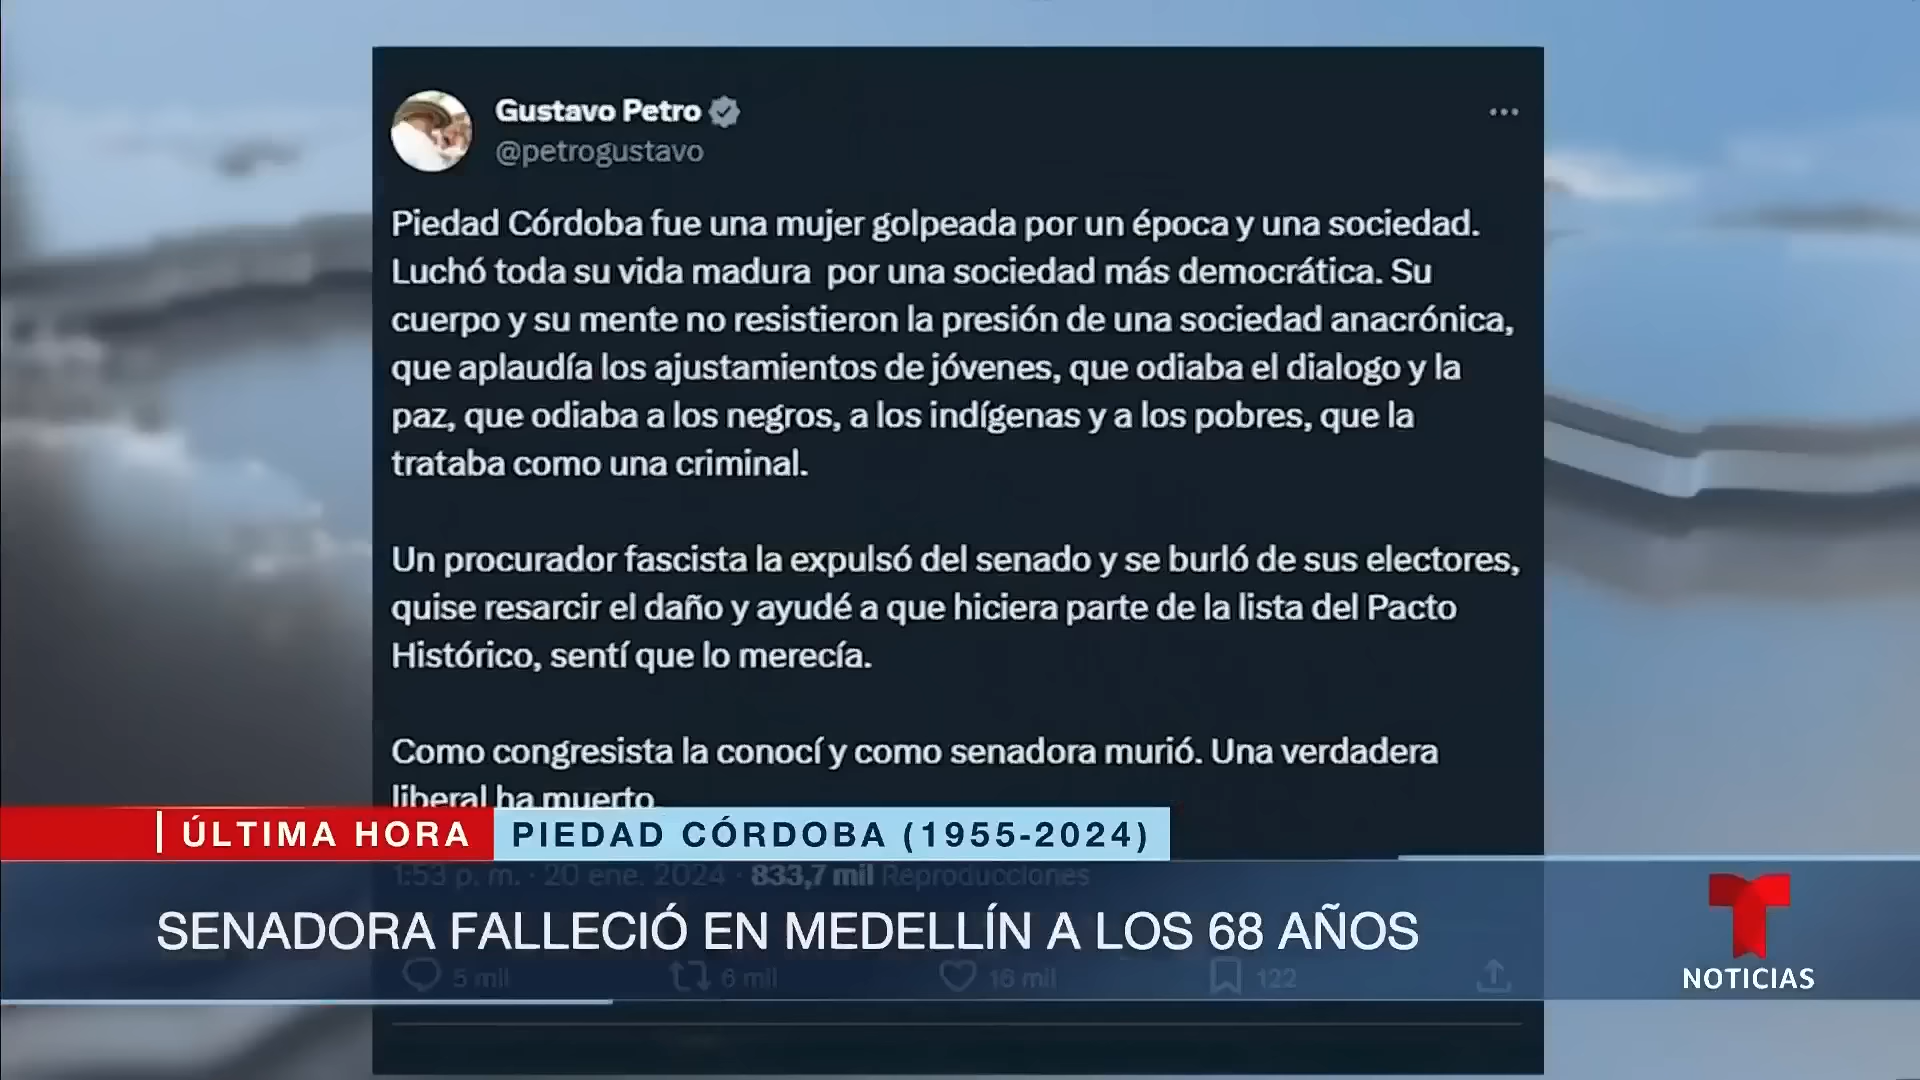 Gustavo Petro
@petrogustavo
Piedad Córdoba fue una mujer golpeada por un época y una sociedad.
Luchó toda su vida madura por una sociedad más democrática. Su
cuerpo y su mente no resistieron la presión de una sociedad anacrónica,
que aplaudía los ajustamientos de jóvenes, que odiaba el dialogo y la
paz, que odiaba a los negros, a los indígenas y a los pobres, que la
trataba como una criminal.
Un procurador fascista la expulsó del senado y se burló de sus electores,
quise resarcir el daño y ayudé a que hiciera parte de la lista del Pacto
Histórico, sentí que lo merecía.
Como congresista la conocí y como senadora murió. Una verdadera
liberal ha muerto.
ÚLTIMA HORA
PIEDAD CÓRDOBA (1955-2024)
1:53 p. m. · 20 ene. 2024 · 833,7 mil Reproducciones
SENADORA FALLECIÓ EN MEDELLÍN A LOS 68 AÑOS
5 mil 6 mil 16 mil 122
NOTICIAS